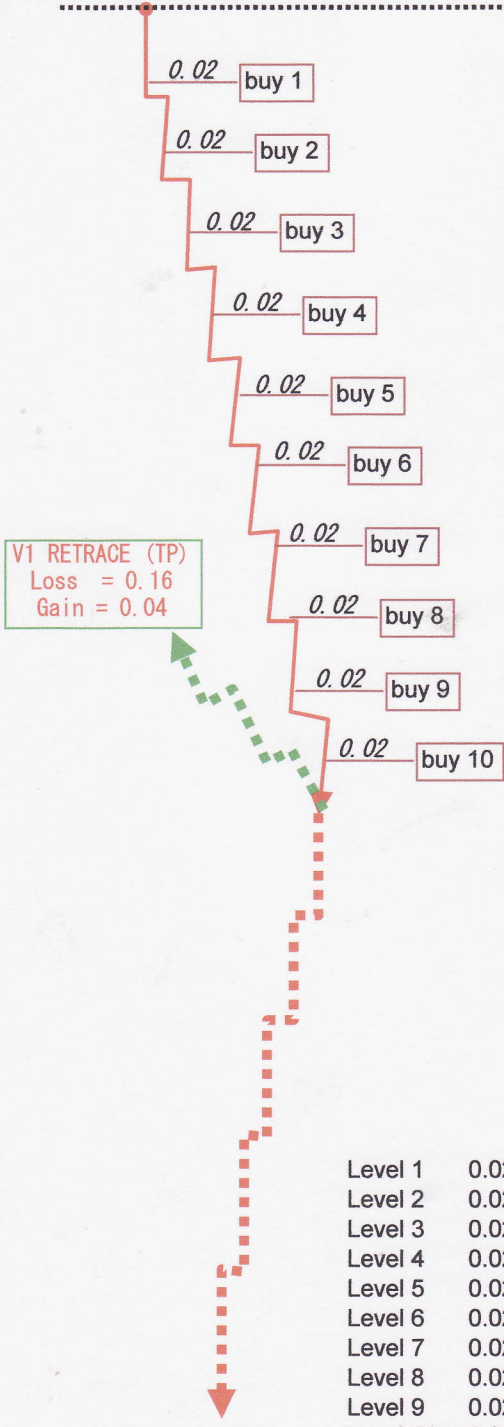 0.02 buy 1
0.02 buy 2
0.02 buy 3
0.02 buy 4
0.02 buy 5
0.02 buy 6
V1 RETRACE (TP)
Loss = 0.16
Gain = 0.04
0.02 buy 7
0.02 buy 8
0.02 buy 9
0.02 buy 10
Level 1
Level 2
Level 3
Level 4
Level 5
Level 6
Level 7
Level 8
Level 9